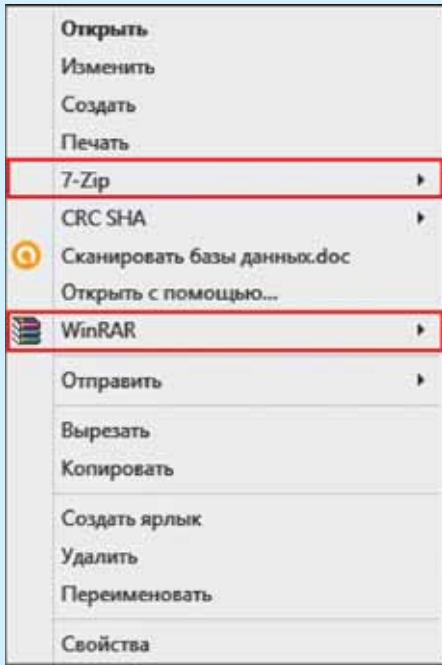 Открыть
Изменить
Создать
Печать
7-Zip
CRC SHA
Сканировать базы данных.doc
Открыть с помощью...
WinRAR
Отправить
Вырезать
Копировать
Создать ярлык
Удалить
Переименовать
Свойства